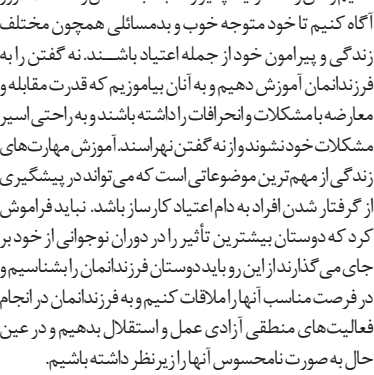 آگاه کنیم تا خود متوجه خوب و بدمسائلی همچون مختلف
زندگی و پیرامون خود از جمله اعتیاد باشــند. نه گفتن را به
فرزندانمان آموزش دهیم و به آنان بیاموزیم که قدرت مقابله و
معارضه با مشکلات و انحرافات را داشته باشند و به راحتی اسیر
مشکلات خود نشوند و از نه گفتن نهراسند. آموزش مهارت‌های
زندگی از مهم‌ترین موضوعاتی است که می‌تواند در پیشگیری
از گرفتار شدن افراد به دام اعتیاد کارساز باشد. نباید فراموش
کرد که دوستان بیشترین تأثیر را در دوران نوجوانی از خود بر
جای می‌گذارند از این رو باید دوستان فرزندانمان را بشناسیم و
در فرصت مناسب آنها را ملاقات کنیم و به فرزندانمان در انجام
فعالیت‌های منطقی آزادی عمل و استقلال بدهیم و در عین
حال به صورت نامحسوس آنها را زیر نظر داشته باشیم.